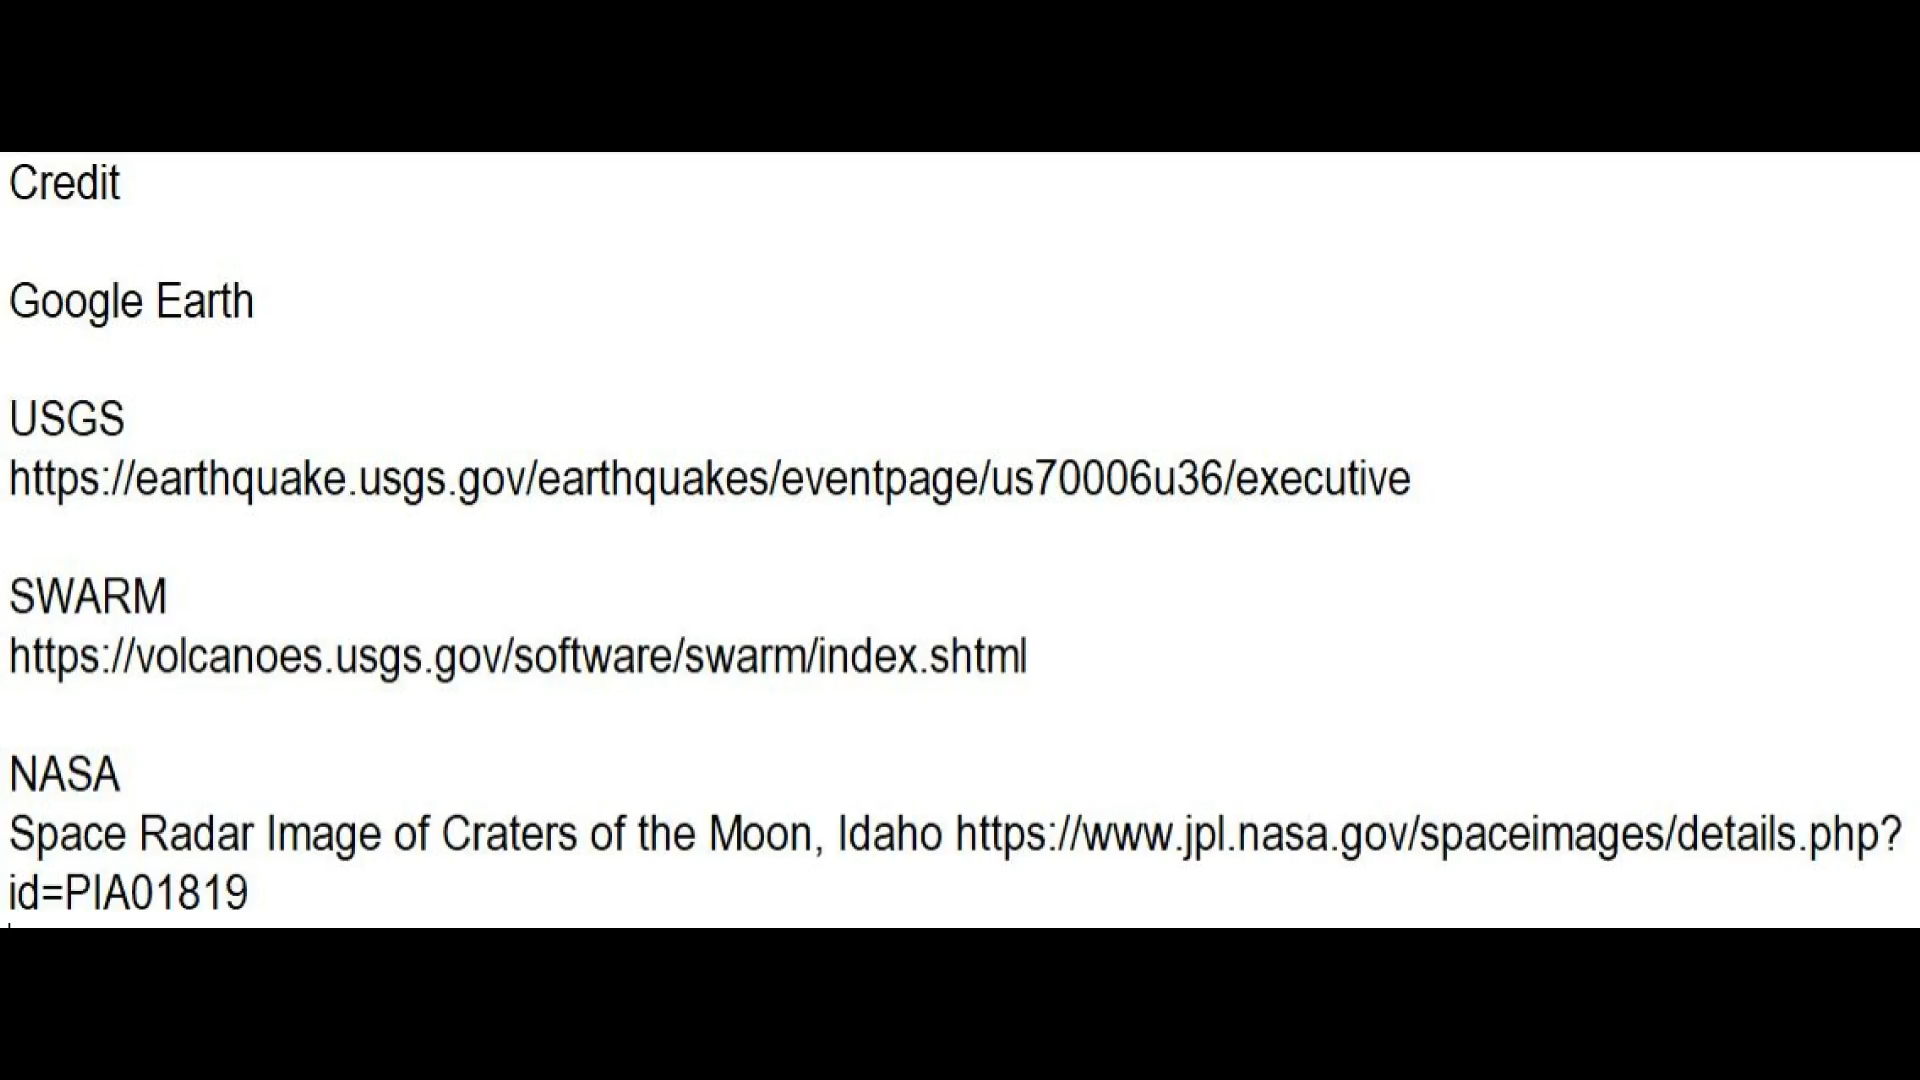 Credit
Google Earth
USGS
https://earthquake.usgs.gov/earthquakes/eventpage/us70006u36/executive
SWARM
https://volcanoes.usgs.gov/software/swarm/index.shtml
NASA
Space Radar Image of Craters of the Moon, Idaho https://www.jpl.nasa.gov/spaceimages/details.php?
id=PIA01819